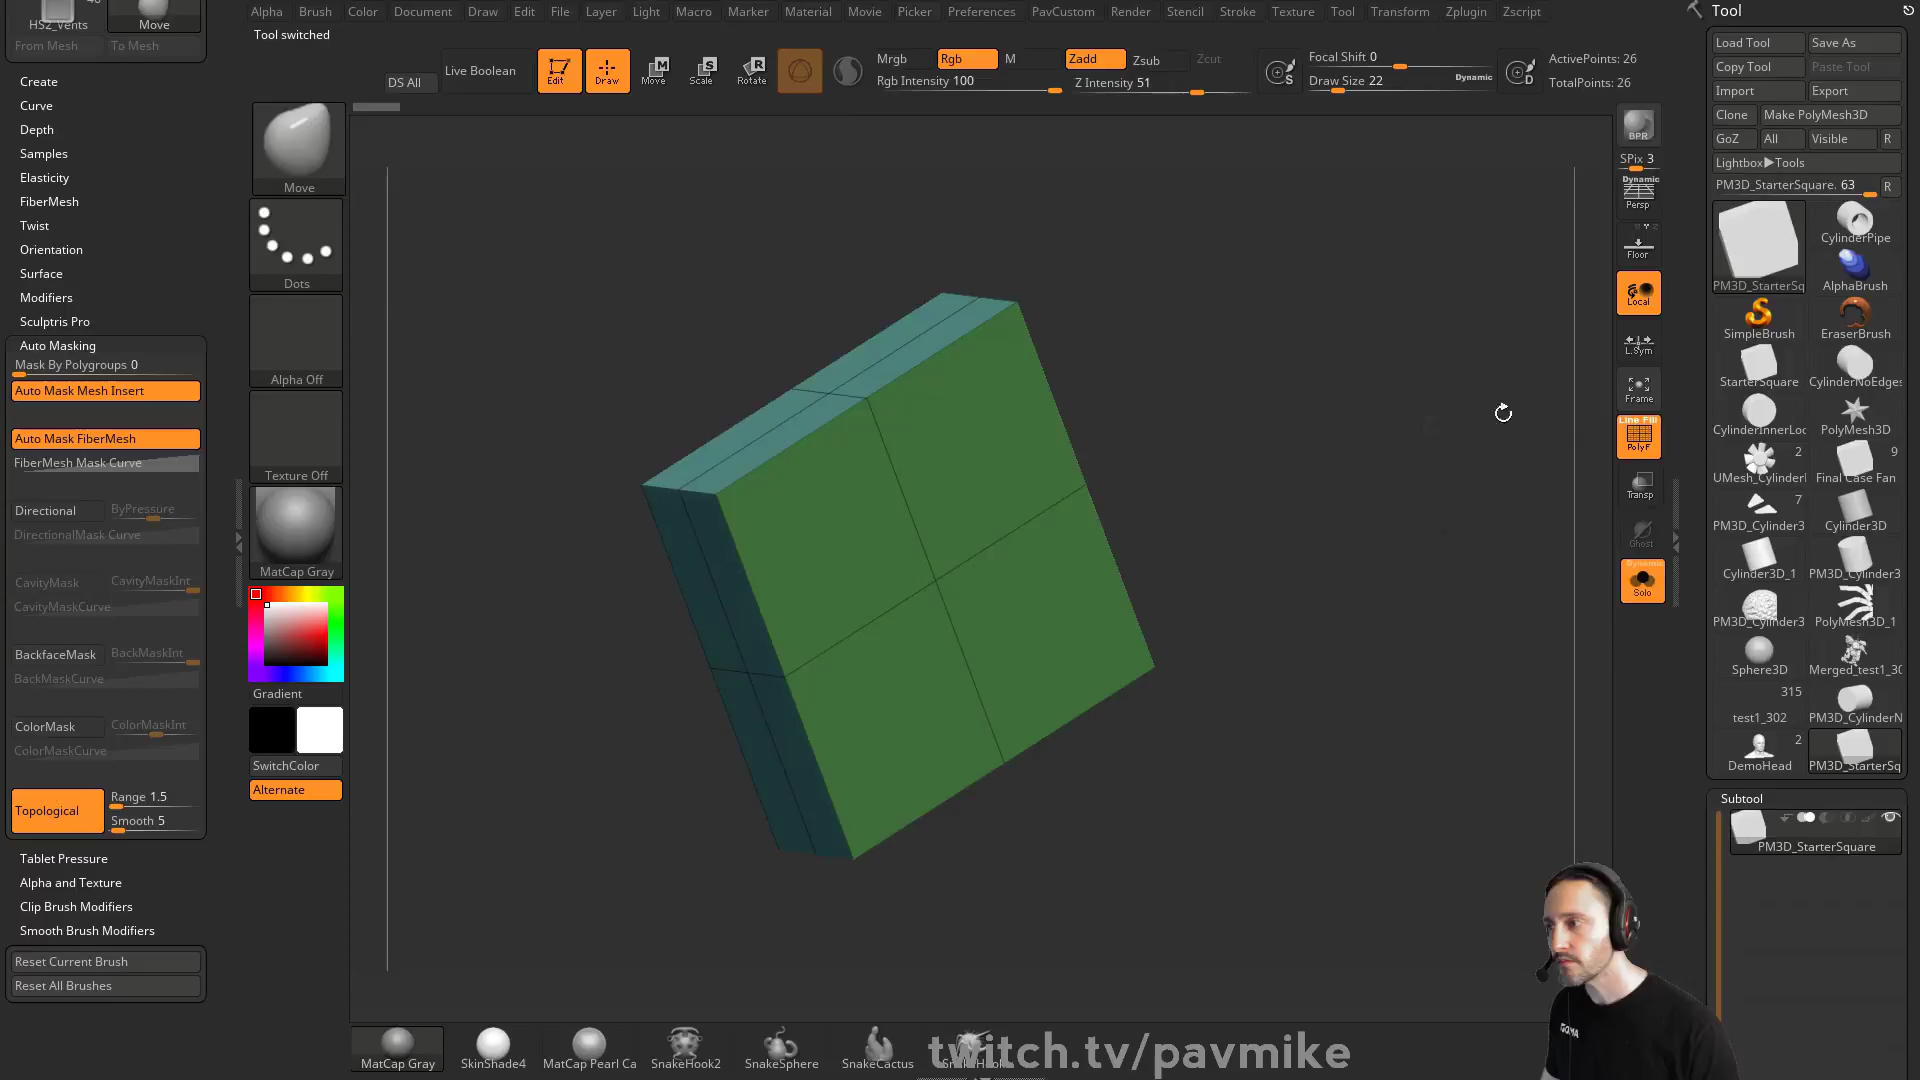 Alpha Brush Color Document Draw Edit File Layer Light Macro Marker Material Movie Picker Preferences PavCustom Render Stencil Stroke Texture Tool Transform Zplugin Zscript
Tool switched
HSZ_Vents
Move
From Mesh To Mesh
Create
Curve
Depth
Samples
Elasticity
FiberMesh
Twist
Orientation
Surface
Modifiers
Sculptris Pro
Auto Masking
Mask By Polygroups 0
Auto Mask Mesh Insert
Auto Mask FiberMesh
FiberMesh Mask Curve
Directional ByPressure
DirectionalMask Curve
CavityMask CavityMaskInt
CavityMaskCurve
BackfaceMask BackMaskInt
BackMaskCurve
ColorMask ColorMaskInt
ColorMaskCurve
Topological
Range 1.5
Smooth 5
Tablet Pressure
Alpha and Texture
Clip Brush Modifiers
Smooth Brush Modifiers
Reset Current Brush
Reset All Brushes
DS All
Live Boolean
Edit
Draw
Move
Scale
Rotate
Mrgb Rgb M
Rgb Intensity 100
Zadd Zsub Zcut
Z Intensity 51
Focal Shift 0
Draw Size 22 Dynamic
ActivePoints: 26
TotalPoints: 26
Move
Dots
Alpha Off
Texture Off
MatCap Gray
Gradient
SwitchColor
Alternate
BPR
SPix 3
Dynamic
Persp
Floor
Local
L.Sym
Frame
Line Fill
PolyF
Transp
Ghost
Dynamic
Solo
Tool
Load Tool Save As
Copy Tool Paste Tool
Import Export
Clone Make PolyMesh3D
GoZ All Visible R
Lightbox▶Tools
PM3D_StarterSquare. 63 R
PM3D_StarterSq
CylinderPipe
AlphaBrush
SimpleBrush EraserBrush
StarterSquare CylinderNoEdges
CylinderInnerLoc PolyMesh3D
2 9
UMesh_Cylinderl Final Case Fan
7
PM3D_Cylinder3 Cylinder3D
Cylinder3D_1 PM3D_Cylinder3
PM3D_Cylinder3 PolyMesh3D_1
Sphere3D Merged_test1_30
315
test1_302 PM3D_CylinderN
2
DemoHead PM3D_StarterSq
Subtool
PM3D_StarterSquare
MatCap Gray SkinShade4 MatCap Pearl Ca SnakeHook2 SnakeSphere SnakeCactus
twitch.tv/pavmike